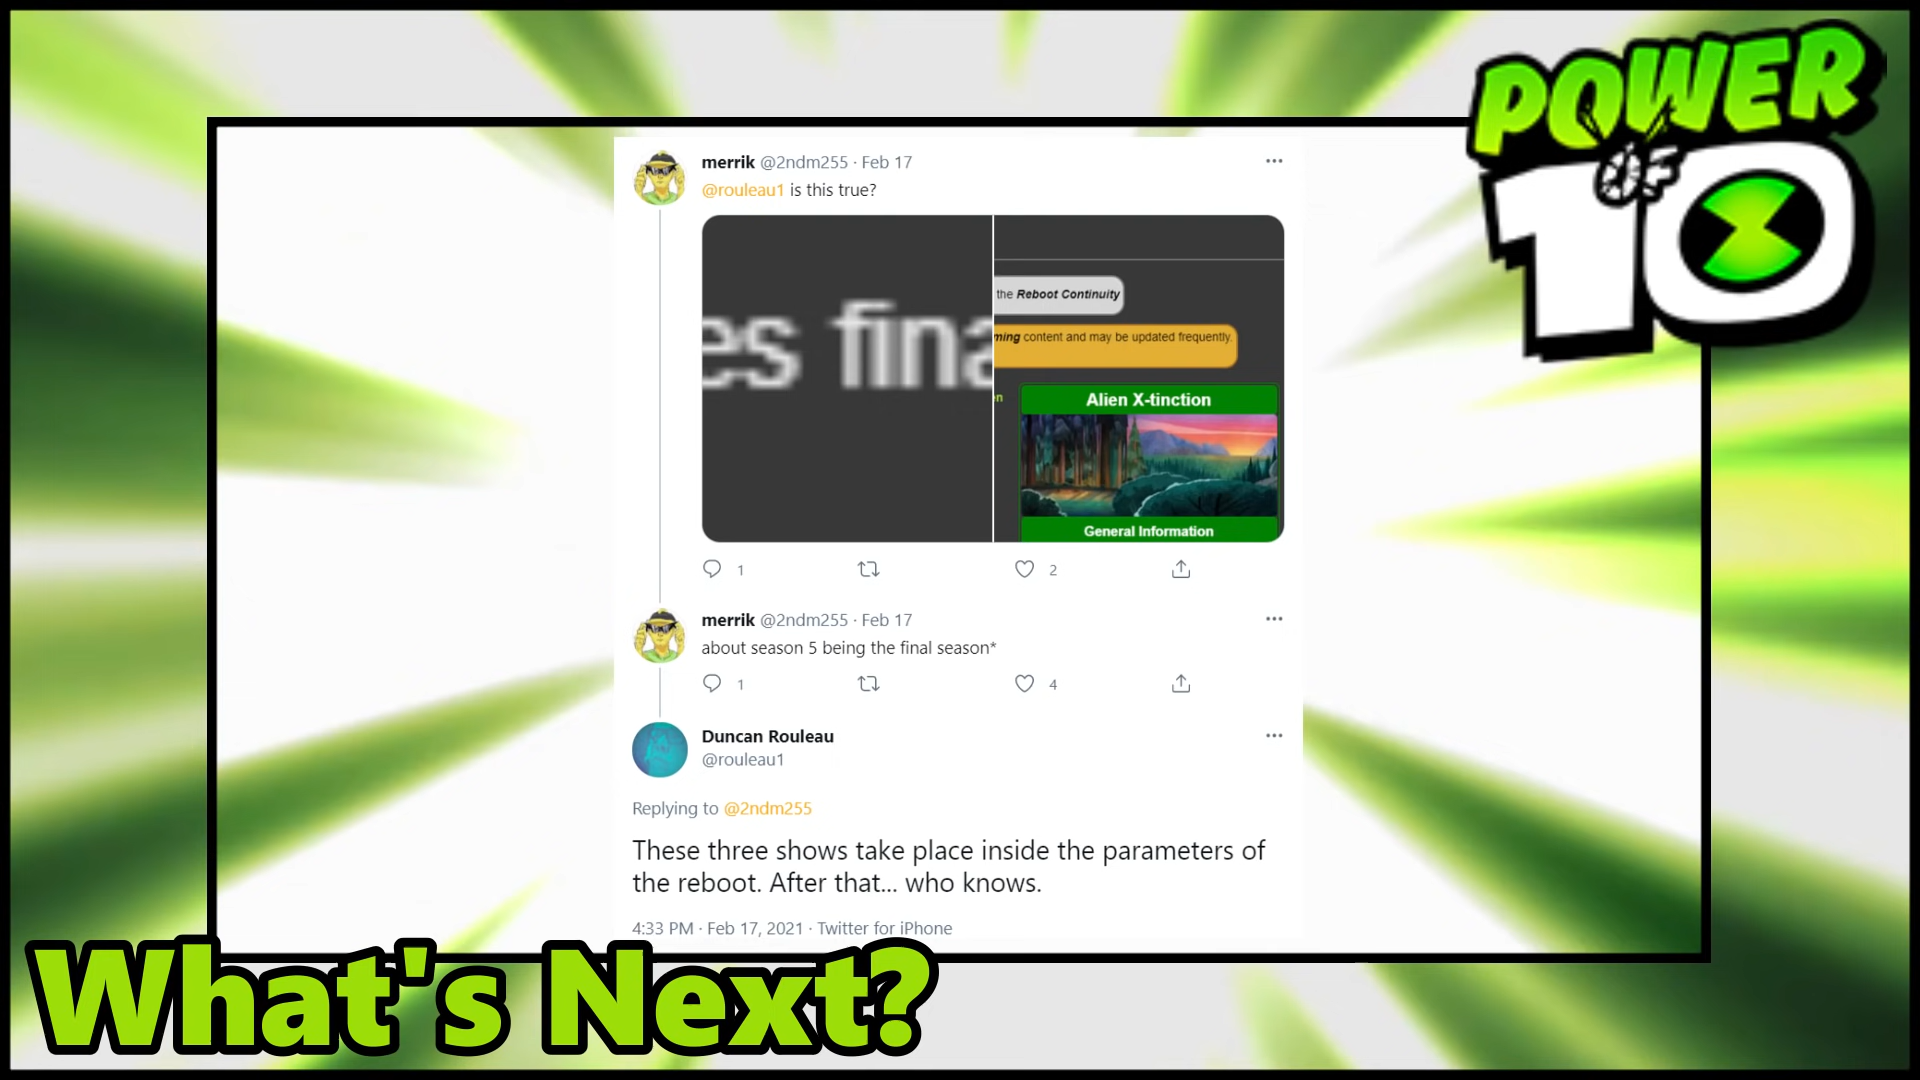 POWER
OF
10
merrik @2ndm255 · Feb 17
@rouleau1 is this true?
es fina
the Reboot Continuity
ming content and may be updated frequently.
en
Alien X-tinction
General Information
1
2
merrik @2ndm255 · Feb 17
about season 5 being the final season*
1
4
Duncan Rouleau
@rouleau1
Replying to @2ndm255
These three shows take place inside the parameters of
the reboot. After that... who knows.
4:33 PM · Feb 17, 2021 · Twitter for iPhone
What's Next?